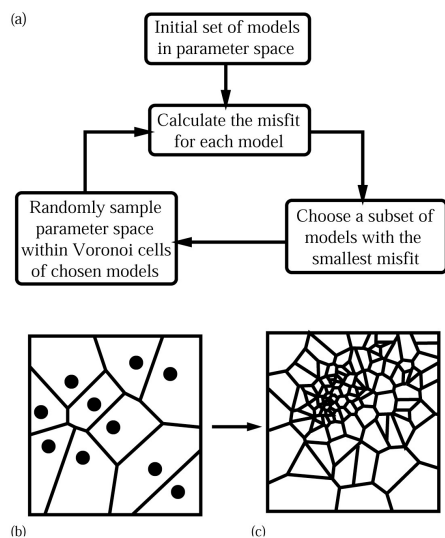 (a)
Initial set of models
in parameter space
Calculate the misfit
for each model
Randomly sample
parameter space
within Voronoi cells
of chosen models
Choose a subset of
models with the
smallest misfit
(b)
(c)